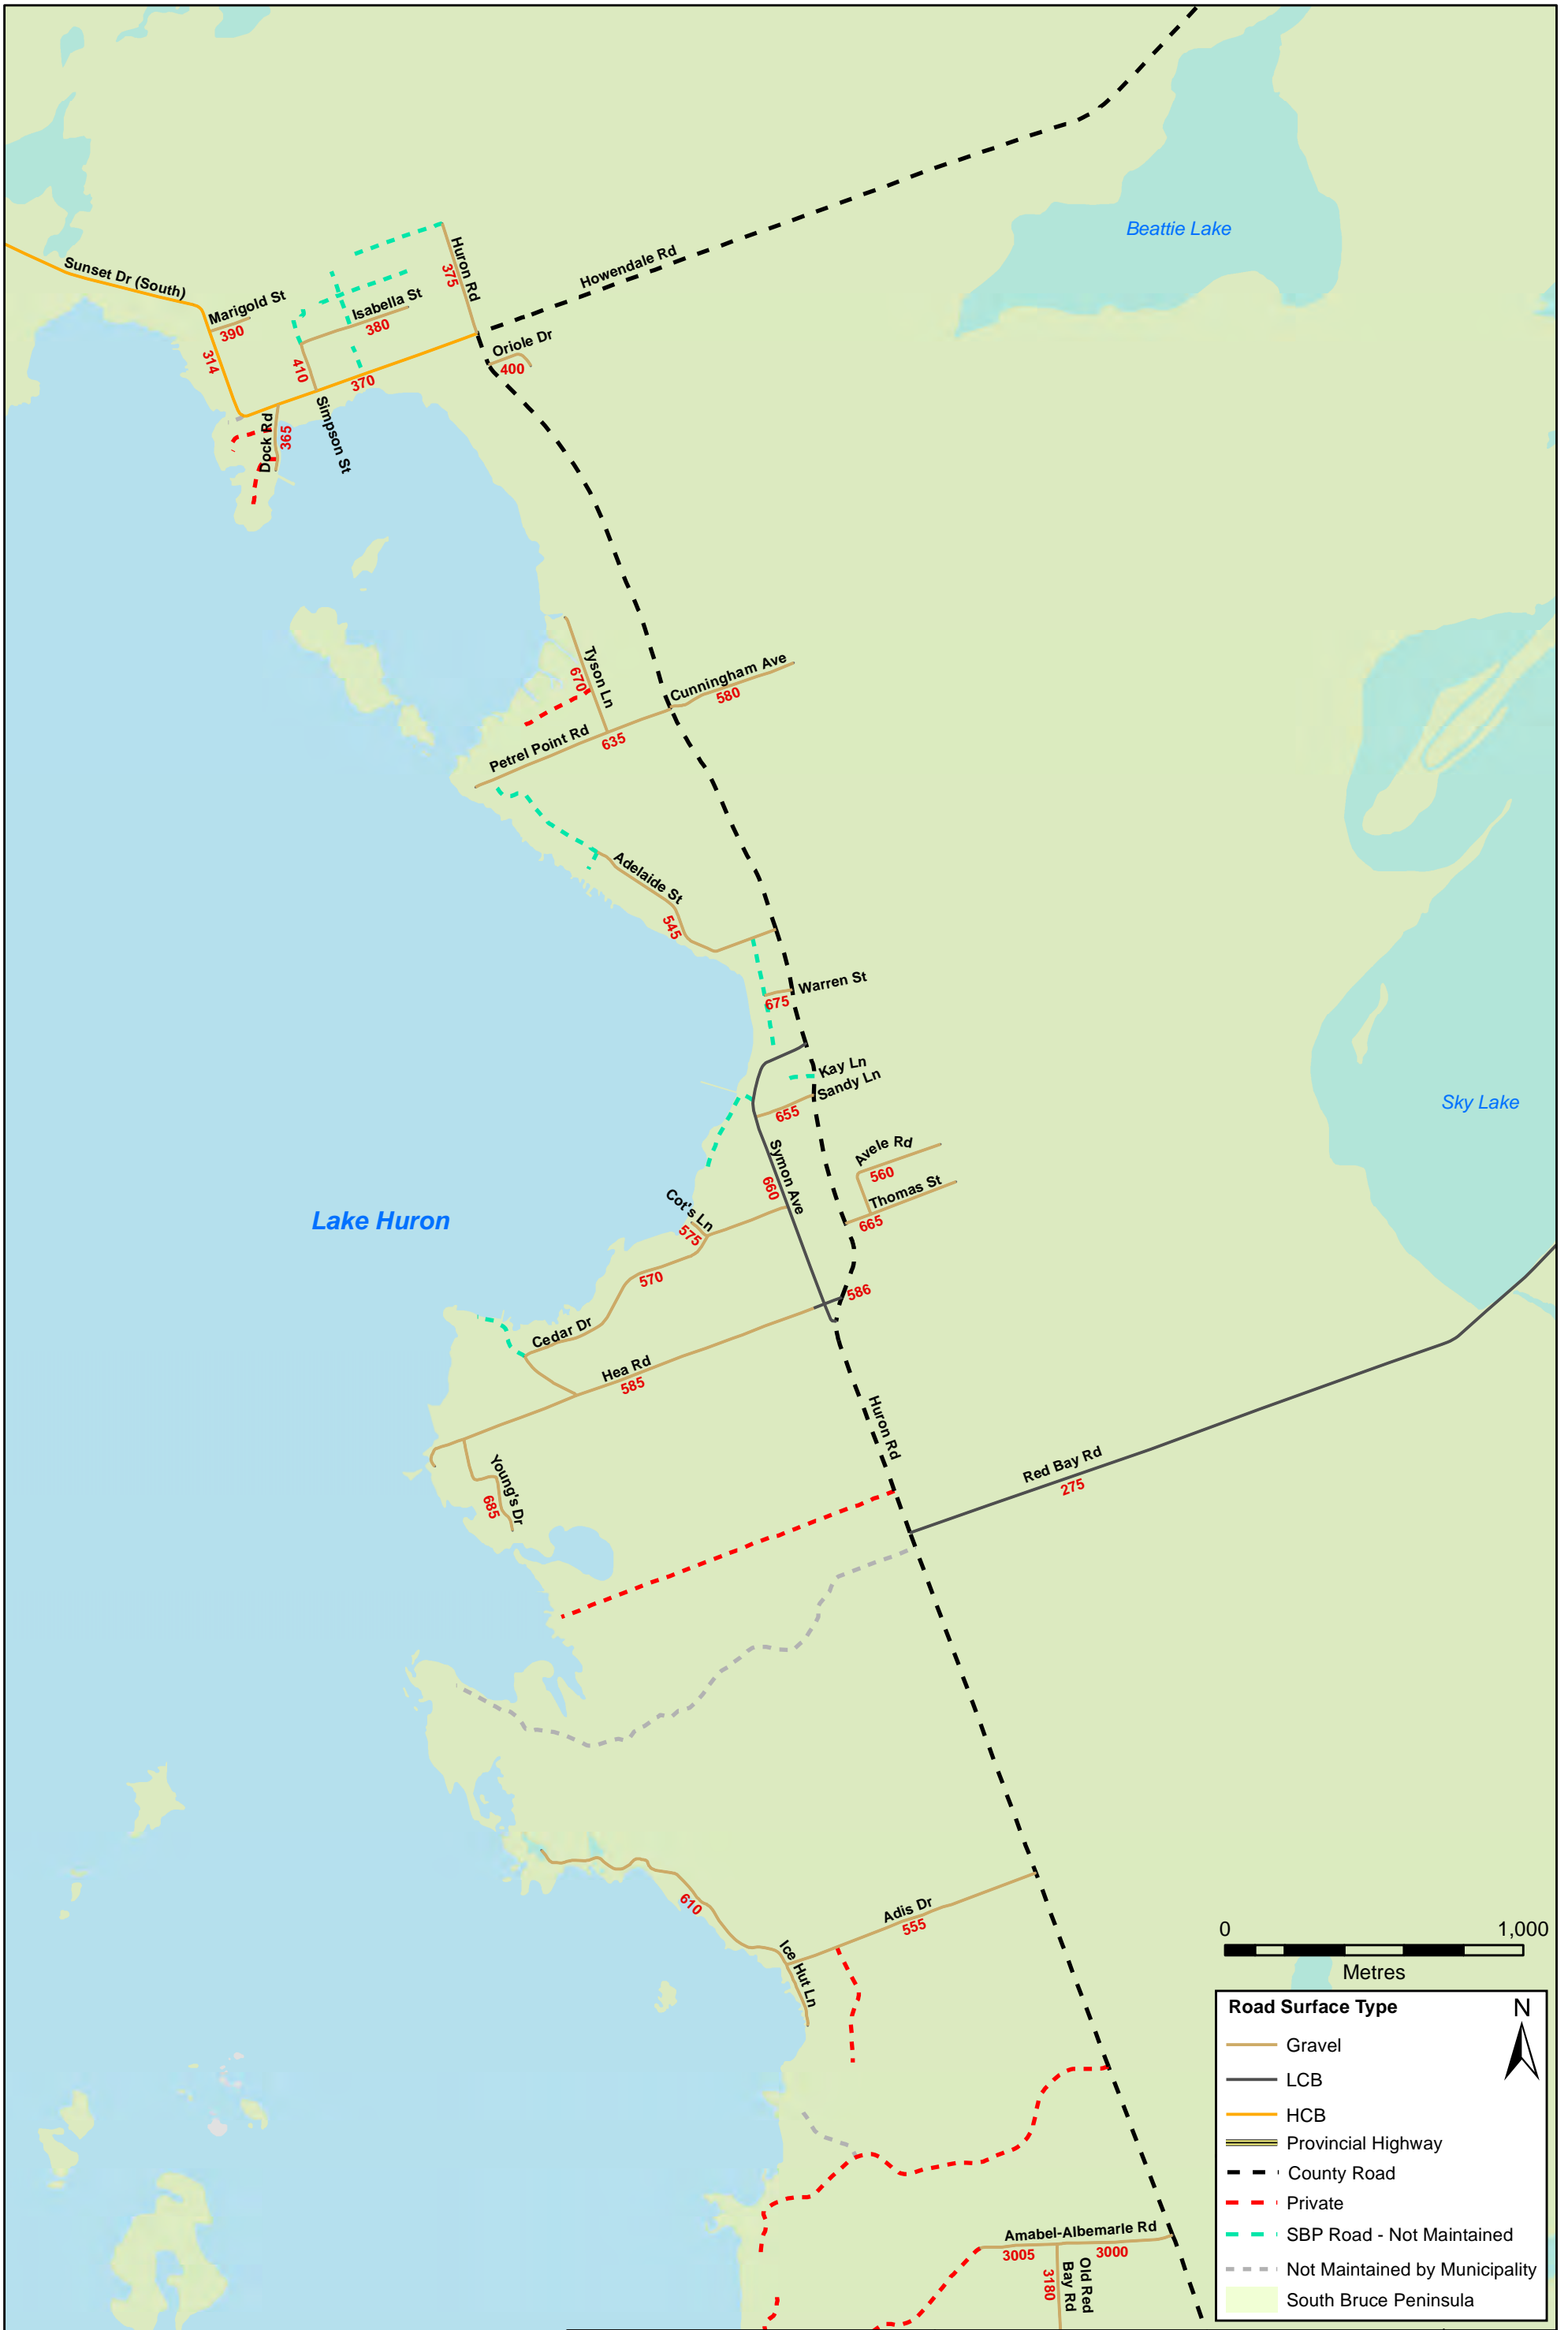 Beattie Lake
Howendale Rd
Sunset Dr (South)
Huron Rd
375
Marigold St
390
Isabella St
380
314
410
370
Oriole Dr
400
Simpson St
Dock Rd
365
Tyson Ln
670
Cunningham Ave
580
Petrel Point Rd
635
Adelaide St
545
Warren St
675
Kay Ln
Sandy Ln
655
Sky Lake
Symon Ave
660
Avele Rd
560
Thomas St
665
Lake Huron
Cot's Ln
575
570
586
Cedar Dr
Hea Rd
585
Huron Rd
Young's Dr
685
Red Bay Rd
275
610
Adis Dr
555
Ice Hut Ln
0 1,000
Metres
Road Surface Type
N
Gravel
LCB
HCB
Provincial Highway
County Road
Private
SBP Road - Not Maintained
Not Maintained by Municipality
South Bruce Peninsula
Amabel-Albemarle Rd
3005
3000
3180
Old Red
Bay Rd